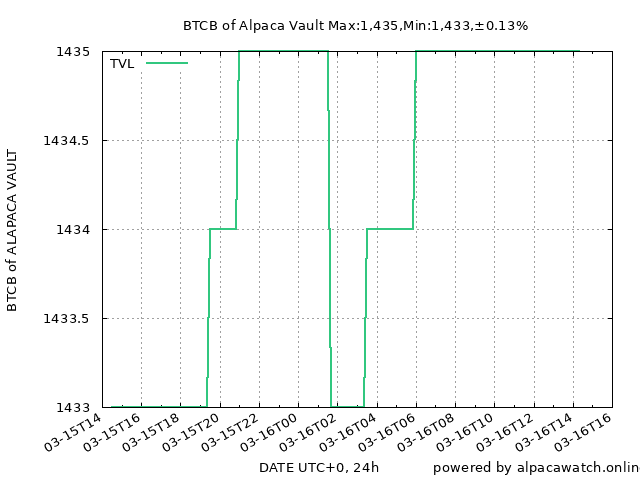 BTCB of Alpaca Vault Max:1,435,Min:1,433,±0.13%
TVL
BTCB of ALAPACA VAULT
1435
1434.5
1434
1433.5
1433
03-15T14
03-15T16
03-15T18
03-15T20
03-15T22
03-16T00
03-16T02
03-16T04
03-16T06
03-16T08
03-16T10
03-16T12
03-16T14
03-16T16
DATE UTC+0, 24h
powered by alpacawatch.online